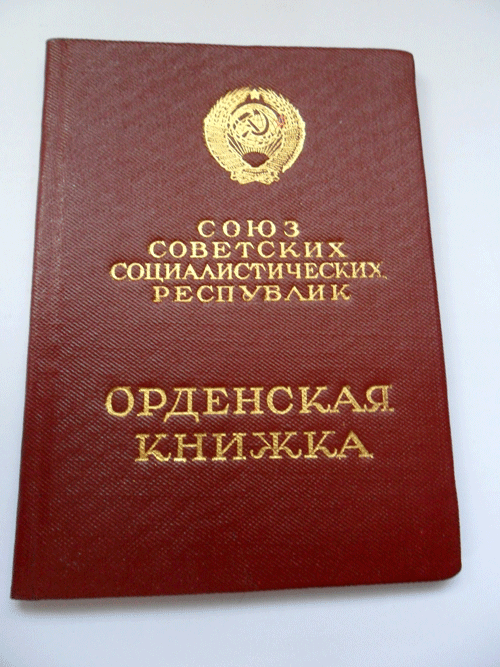 СОЮЗ
СОВЕТСКИХ
СОЦИАЛИСТИЧЕСКИХ
РЕСПУБЛИК
ОРДЕНСКАЯ
КНИЖКА